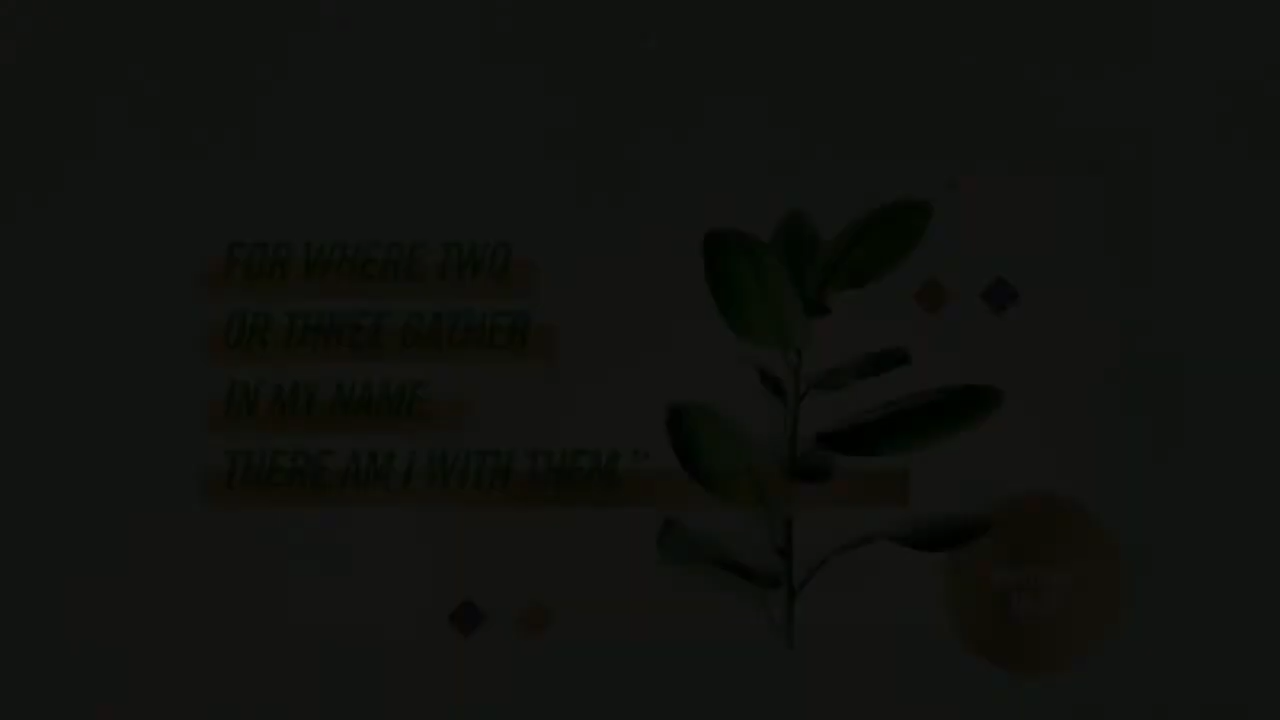 FOR WHERE TWO
OR THREE GATHER
IN MY NAME
THERE AM I WITH THEM."